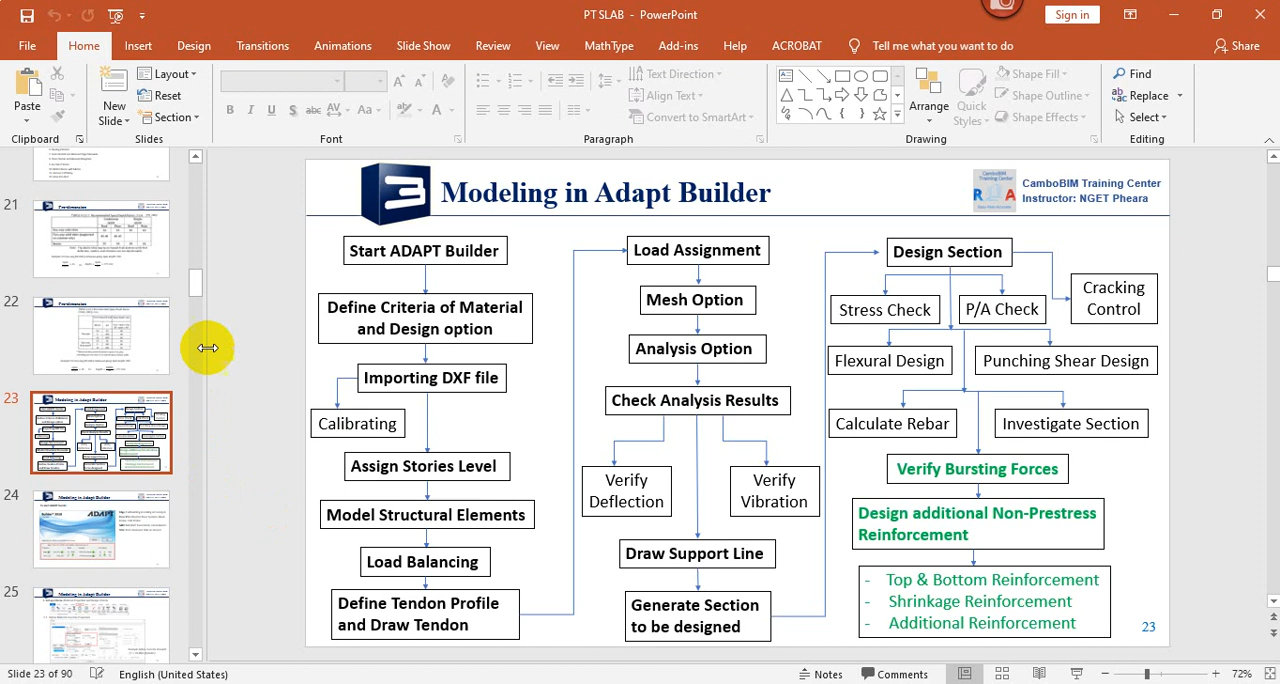 PT SLAB - PowerPoint
Sign in
File
Home
Insert
Design
Transitions
Animations
Slide Show
Review
View
MathType
Add-ins
Help
ACROBAT
Tell me what you want to do
Share
Paste
New
Slide
Layout
Reset
Section
B I U S abc AV Aa A
Text Direction
Align Text
Convert to SmartArt
Arrange
Quick
Styles
Shape Fill
Shape Outline
Shape Effects
Find
Replace
Select
Clipboard
Slides
Font
Paragraph
Drawing
Editing
21
22
23
24
25
Modeling in Adapt Builder
CamboBIM Training Center
Instructor: NGET Pheara
CamboBIM
Training Center
R A
Start ADAPT Builder
Define Criteria of Material
and Design option
Importing DXF file
Calibrating
Assign Stories Level
Model Structural Elements
Load Balancing
Define Tendon Profile
and Draw Tendon
Load Assignment
Mesh Option
Analysis Option
Check Analysis Results
Verify
Deflection
Verify
Vibration
Draw Support Line
Generate Section
to be designed
Design Section
Stress Check
P/A Check
Cracking
Control
Flexural Design
Punching Shear Design
Calculate Rebar
Investigate Section
Verify Bursting Forces
Design additional Non-Prestress
Reinforcement
- Top & Bottom Reinforcement
- Shrinkage Reinforcement
- Additional Reinforcement
23
Slide 23 of 90
English (United States)
Notes
Comments
72%